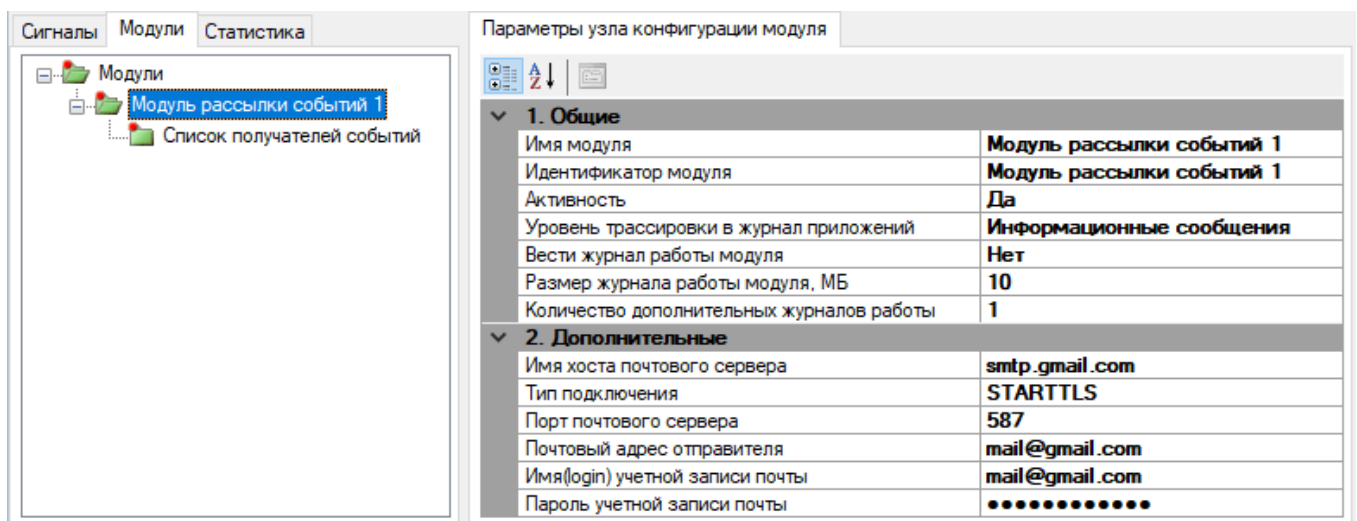 Сигналы Модули Статистика
Модули
Модуль рассылки событий 1
Список получателей событий
Параметры узла конфигурации модуля
1. Общие
Имя модуля Модуль рассылки событий 1
Идентификатор модуля Модуль рассылки событий 1
Активность Да
Уровень трассировки в журнал приложений Информационные сообщения
Вести журнал работы модуля Нет
Размер журнала работы модуля, МБ 10
Количество дополнительных журналов работы 1
2. Дополнительные
Имя хоста почтового сервера smtp.gmail.com
Тип подключения STARTTLS
Порт почтового сервера 587
Почтовый адрес отправителя mail@gmail.com
Имя(login) учетной записи почты mail@gmail.com
Пароль учетной записи почты ●●●●●●●●●●●●